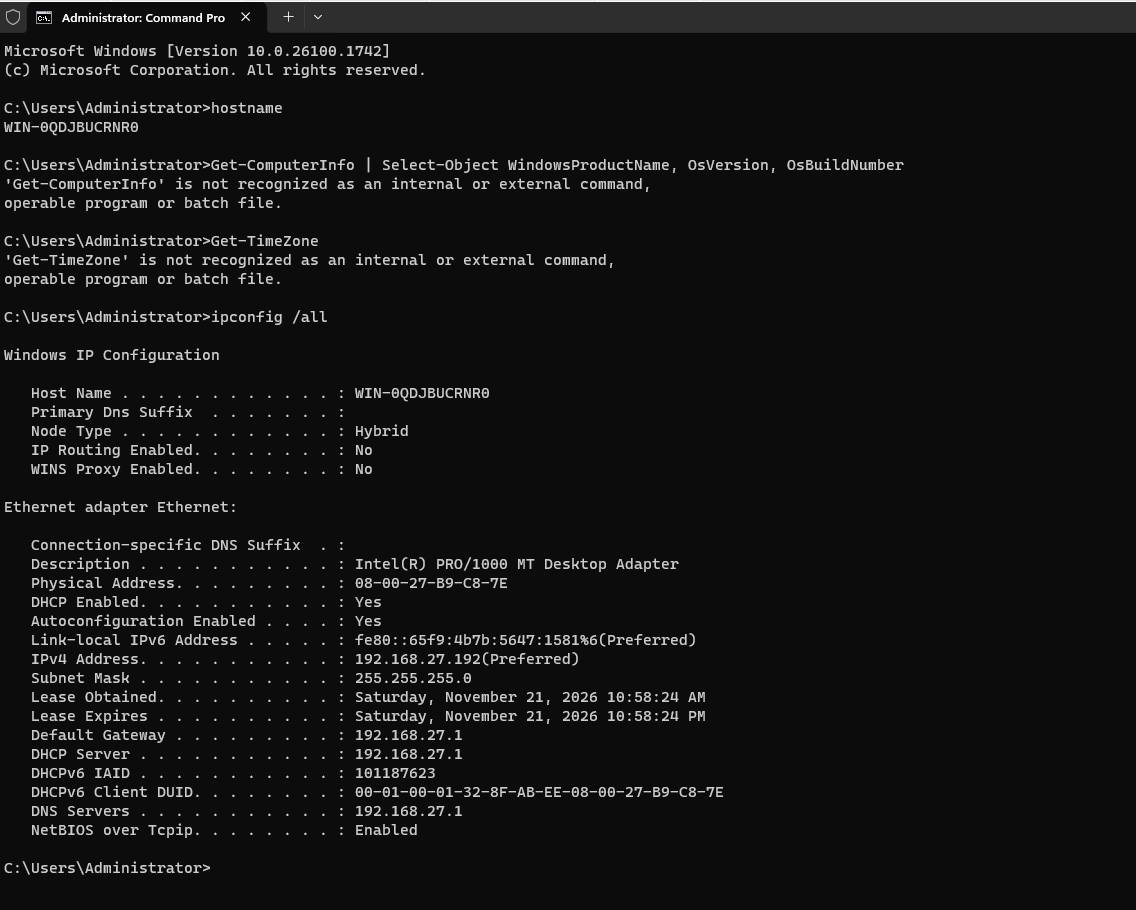 Administrator: Command Pro
Microsoft Windows [Version 10.0.26100.1742]
(c) Microsoft Corporation. All rights reserved.
C:\Users\Administrator>hostname
WIN-0QDJBUCRNR0
C:\Users\Administrator>Get-ComputerInfo | Select-Object WindowsProductName, OsVersion, OsBuildNumber
'Get-ComputerInfo' is not recognized as an internal or external command,
operable program or batch file.
C:\Users\Administrator>Get-TimeZone
'Get-TimeZone' is not recognized as an internal or external command,
operable program or batch file.
C:\Users\Administrator>ipconfig /all
Windows IP Configuration
   Host Name . . . . . . . . . . . . : WIN-0QDJBUCRNR0
   Primary Dns Suffix  . . . . . . . :
   Node Type . . . . . . . . . . . . : Hybrid
   IP Routing Enabled. . . . . . . . : No
   WINS Proxy Enabled. . . . . . . . : No
Ethernet adapter Ethernet:
   Connection-specific DNS Suffix  . :
   Description . . . . . . . . . . . : Intel(R) PRO/1000 MT Desktop Adapter
   Physical Address. . . . . . . . . : 08-00-27-B9-C8-7E
   DHCP Enabled. . . . . . . . . . . : Yes
   Autoconfiguration Enabled . . . . : Yes
   Link-local IPv6 Address . . . . . : fe80::65f9:4b7b:5647:1581%6(Preferred)
   IPv4 Address. . . . . . . . . . . : 192.168.27.192(Preferred)
   Subnet Mask . . . . . . . . . . . : 255.255.255.0
   Lease Obtained. . . . . . . . . . : Saturday, November 21, 2026 10:58:24 AM
   Lease Expires . . . . . . . . . . : Saturday, November 21, 2026 10:58:24 PM
   Default Gateway . . . . . . . . . : 192.168.27.1
   DHCP Server . . . . . . . . . . . : 192.168.27.1
   DHCPv6 IAID . . . . . . . . . . . : 101187623
   DHCPv6 Client DUID. . . . . . . . : 00-01-00-01-32-8F-AB-EE-08-00-27-B9-C8-7E
   DNS Servers . . . . . . . . . . . : 192.168.27.1
   NetBIOS over Tcpip. . . . . . . . : Enabled
C:\Users\Administrator>